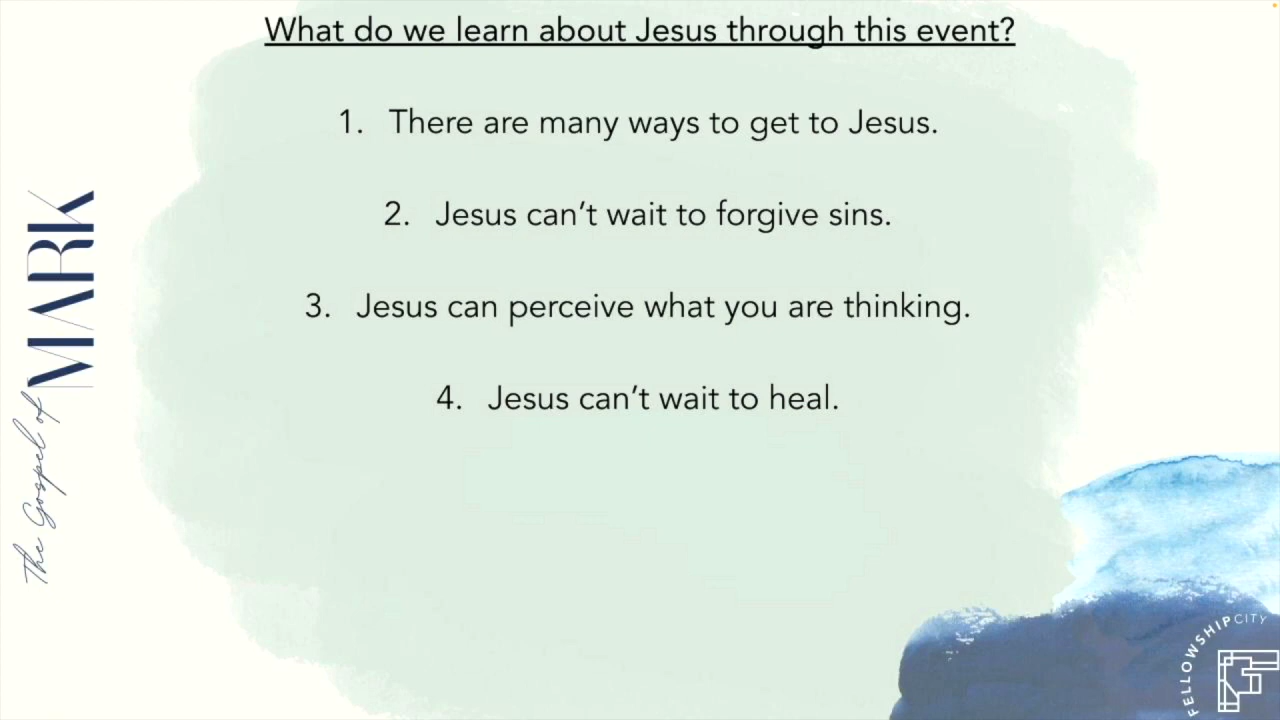 What do we learn about Jesus through this event?
1. There are many ways to get to Jesus.
2. Jesus can’t wait to forgive sins.
3. Jesus can perceive what you are thinking.
4. Jesus can’t wait to heal.
The Gospel of
MARK
FELLOWSHIPCITY